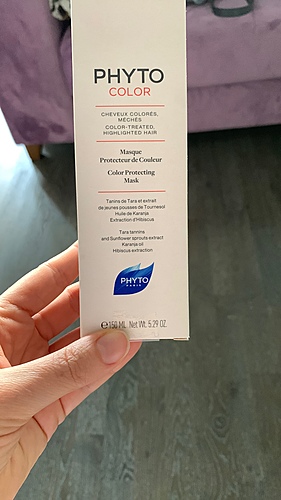 PHYTO
COLOR
CHEVEUX COLORÉS,
MÉCHÉS
COLOR-TREATED,
HIGHLIGHTED HAIR
Masque
Protecteur de Couleur
Color Protecting
Mask
Tanins de Tara et extrait
de jeunes pousses de Tournesol
Huile de Karanja
Extraction d'Hibiscus
Tara tannins
and Sunflower sprouts extract
Karanja oil
Hibiscus extraction
PHYTO
PARIS
℮150 ML Net Wt. 5.29 OZ.